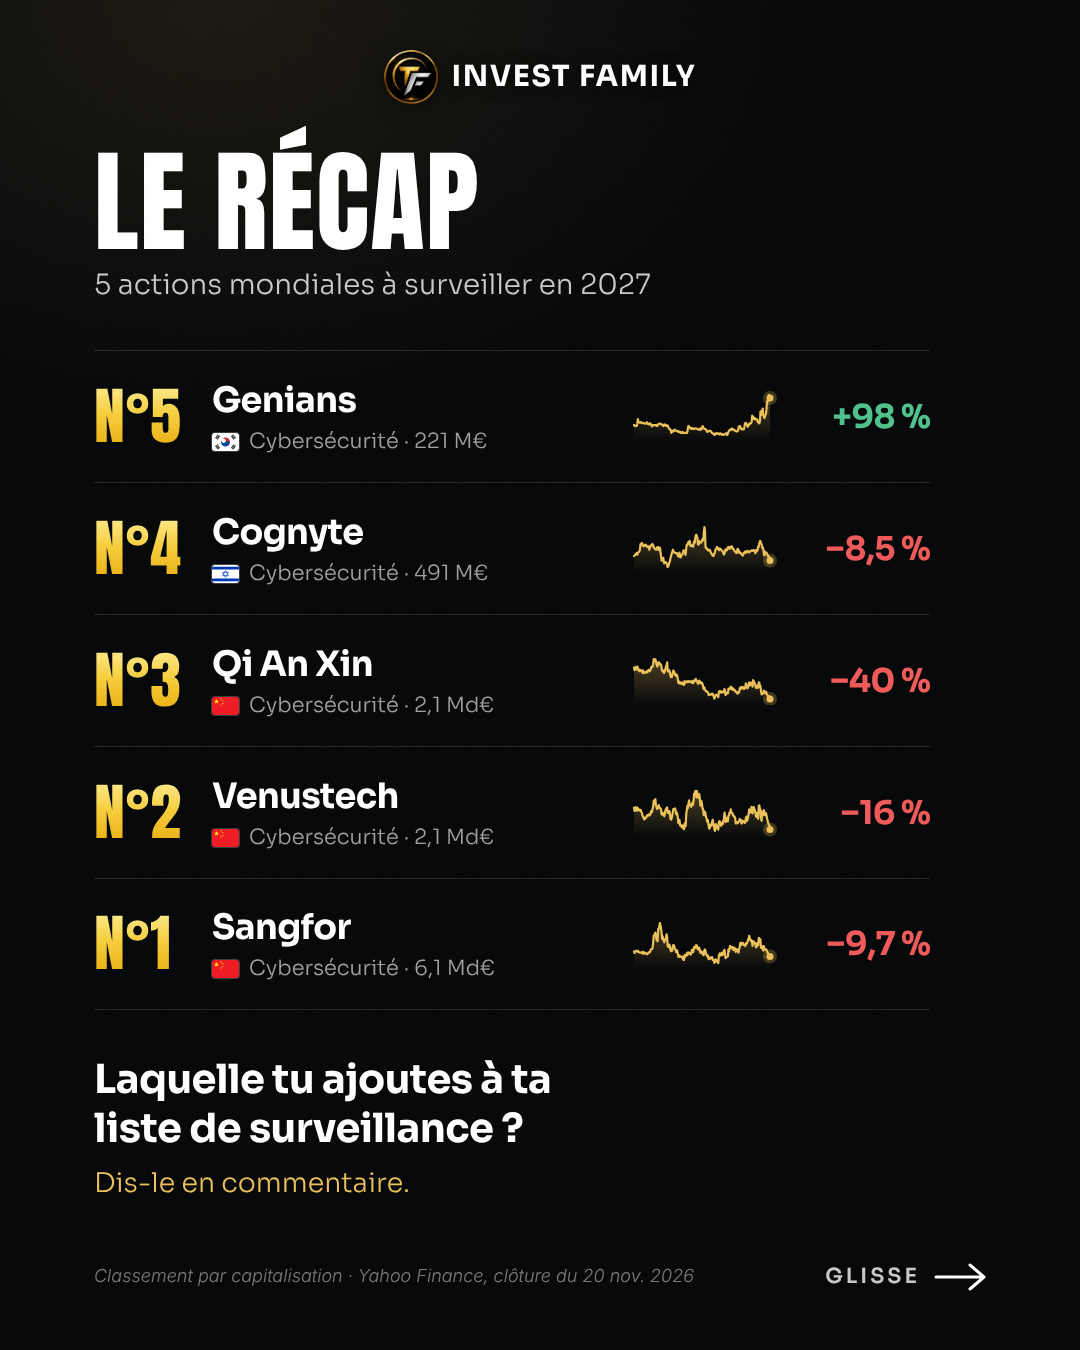 TF INVEST FAMILY
LE RÉCAP
5 actions mondiales à surveiller en 2027
N°5 Genians +98 %
Cybersécurité · 221 M€
N°4 Cognyte −8,5 %
Cybersécurité · 491 M€
N°3 Qi An Xin −40 %
Cybersécurité · 2,1 Md€
N°2 Venustech −16 %
Cybersécurité · 2,1 Md€
N°1 Sangfor −9,7 %
Cybersécurité · 6,1 Md€
Laquelle tu ajoutes à ta
liste de surveillance ?
Dis-le en commentaire.
Classement par capitalisation · Yahoo Finance, clôture du 20 nov. 2026 GLISSE